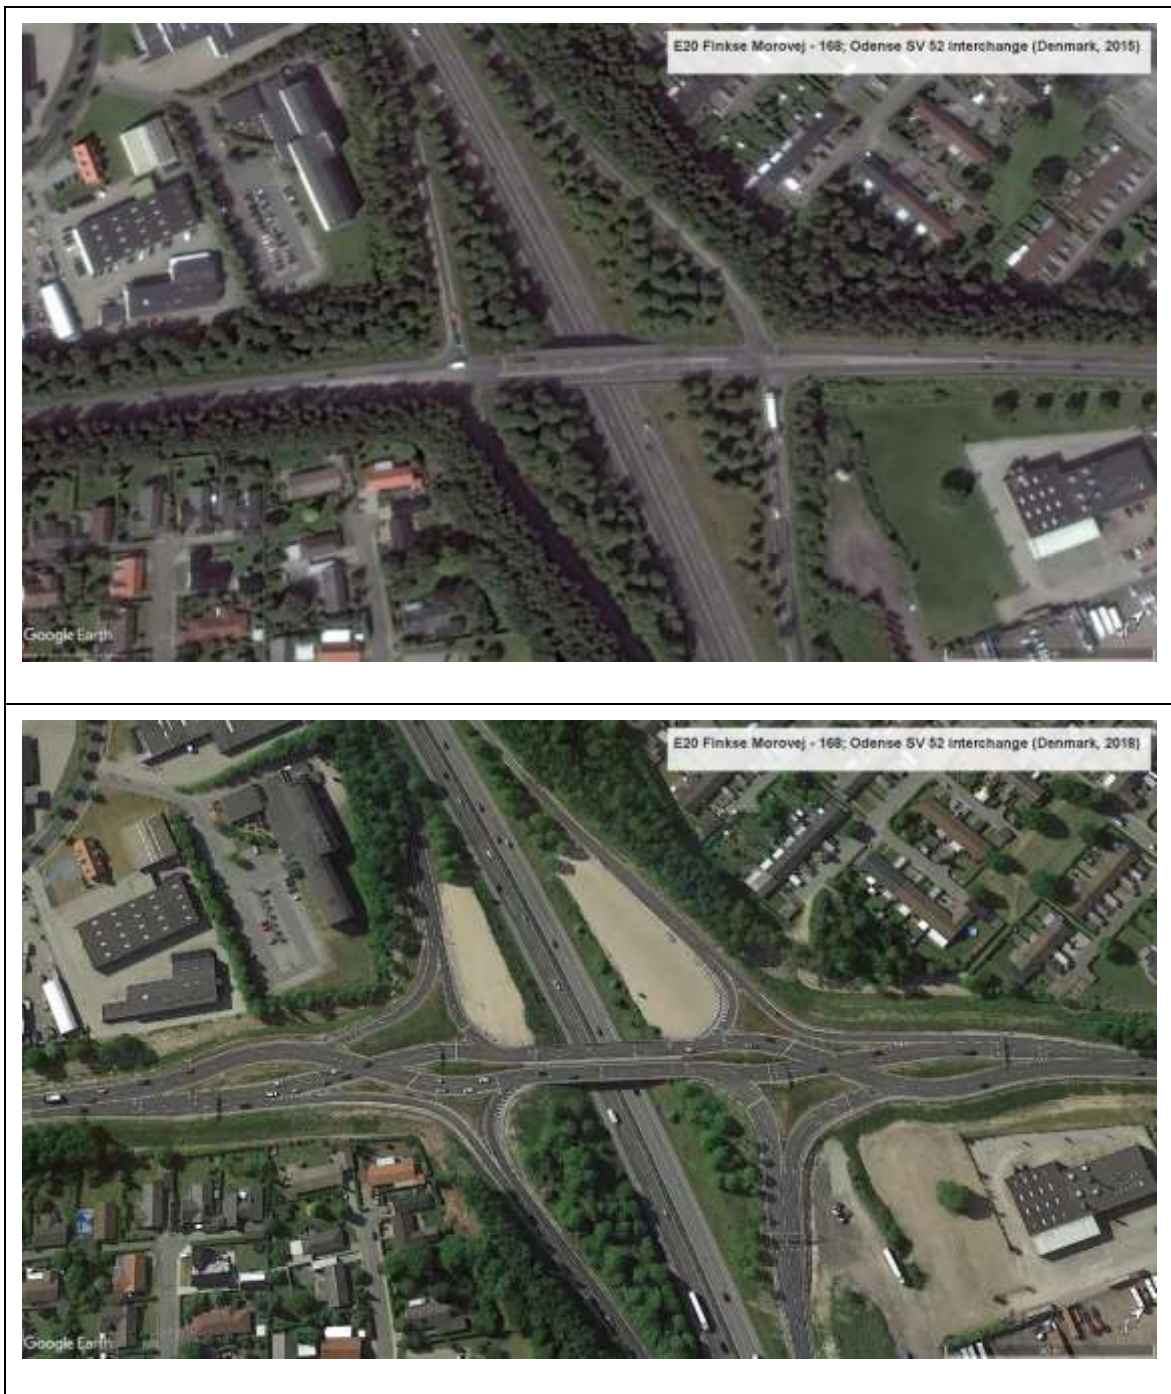 E20 Finkse Morovej - 168; Odense SV 52 interchange (Denmark, 2015)
Google Earth
E20 Finkse Morovej - 168; Odense SV 52 interchange (Denmark, 2018)
Google Earth